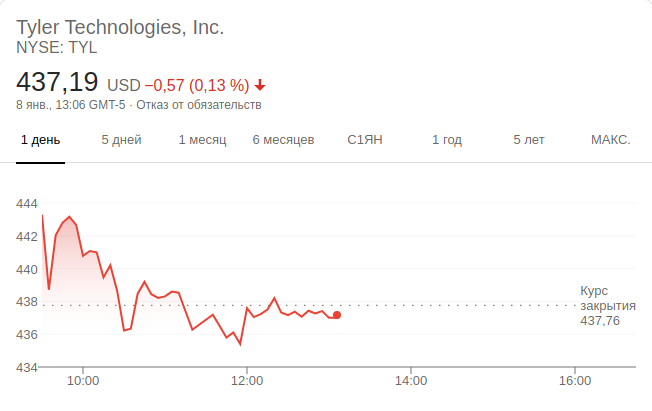 Tyler Technologies, Inc.
NYSE: TYL
437,19 USD −0,57 (0,13 %)
8 янв., 13:06 GMT-5 · Отказ от обязательств
1 день 5 дней 1 месяц 6 месяцев С1ЯН 1 год 5 лет МАКС.
444
442
440
438
436
434
Курс
закрытия
437,76
10:00 12:00 14:00 16:00